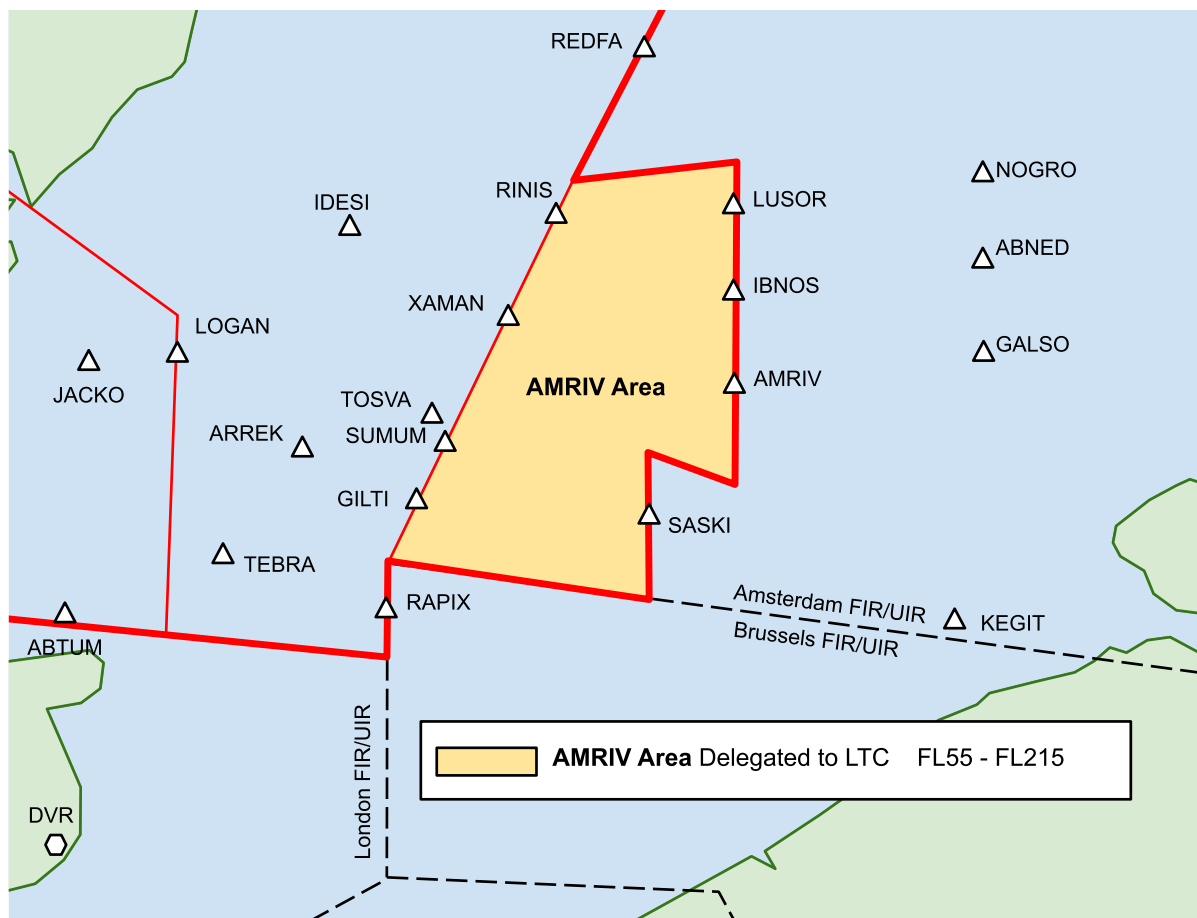 REDFA
NOGRO
RINIS
LUSOR
IDESI
ABNED
IBNOS
XAMAN
LOGAN
GALSO
AMRIV
AMRIV Area
JACKO
TOSVA
ARREK
SUMUM
GILTI
SASKI
TEBRA
RAPIX
Amsterdam FIR/UIR
Brussels FIR/UIR
KEGIT
ABTUM
London FIR/UIR
AMRIV Area Delegated to LTC FL55 - FL215
DVR